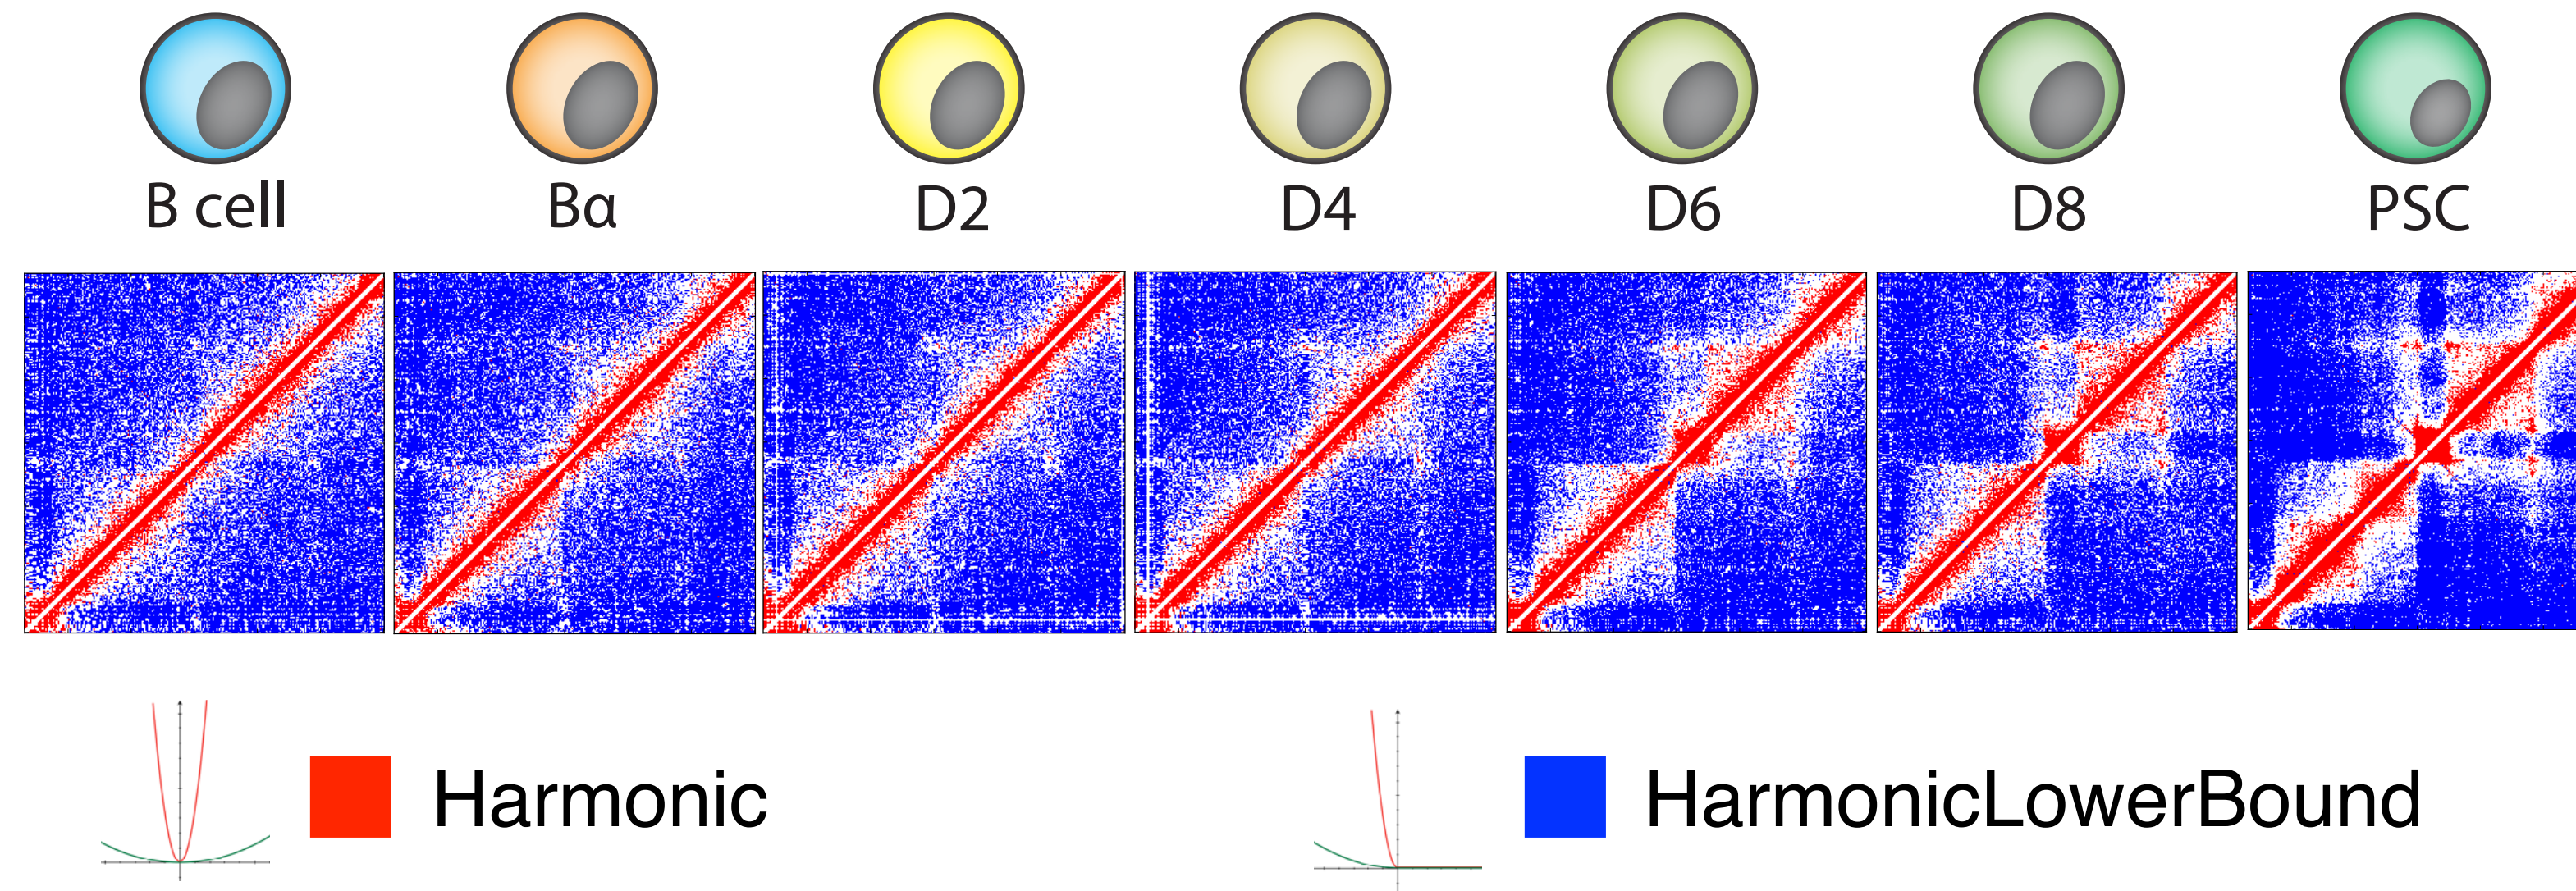 B cell
Bα
D2
D4
D6
D8
PSC
Harmonic
HarmonicLowerBound